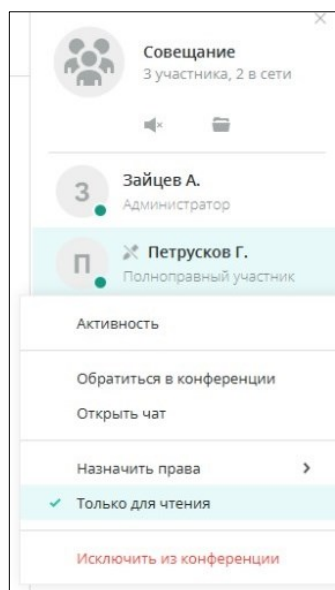 Совещание
3 участника, 2 в сети
З
Зайцев А.
Администратор
П
Петрусков Г.
Полноправный участник
Активность
Обратиться в конференции
Открыть чат
Назначить права
Только для чтения
Исключить из конференции